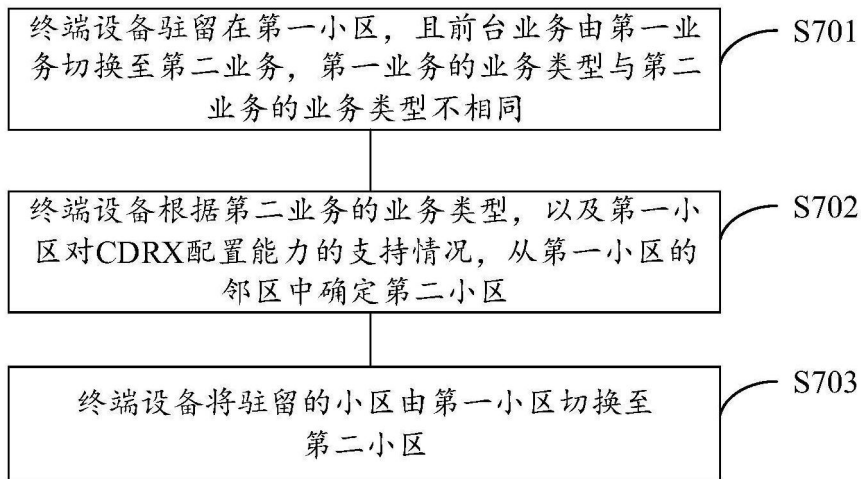 终端设备驻留在第一小区，且前台业务由第一业
务切换至第二业务，第一业务的业务类型与第二
业务的业务类型不相同
S701
终端设备根据第二业务的业务类型，以及第一小
区对CDRX配置能力的支持情况，从第一小区的
邻区中确定第二小区
S702
终端设备将驻留的小区由第一小区切换至
第二小区
S703